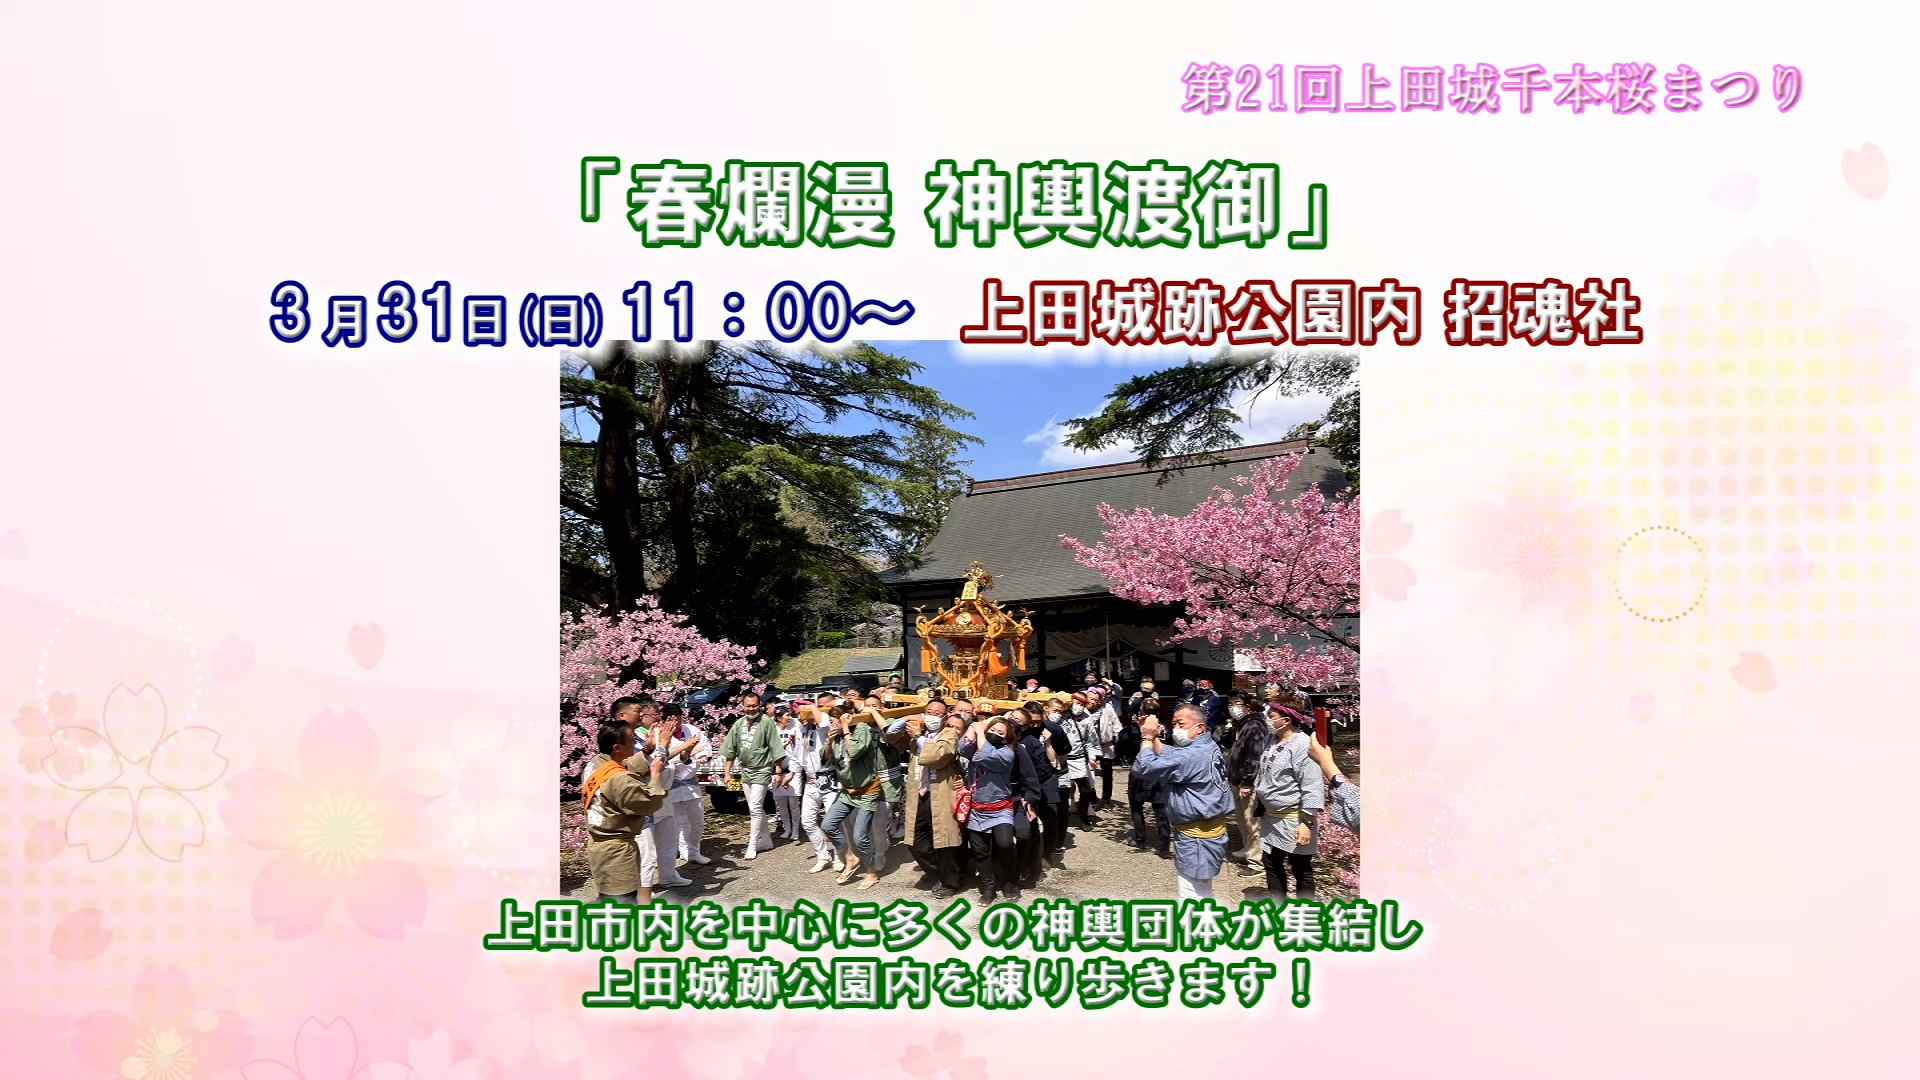 第21回上田城千本桜まつり
「春爛漫 神輿渡御」
3月31日(日)11:00～ 上田城跡公園内 招魂社
上田市内を中心に多くの神輿団体が集結し
上田城跡公園内を練り歩きます！